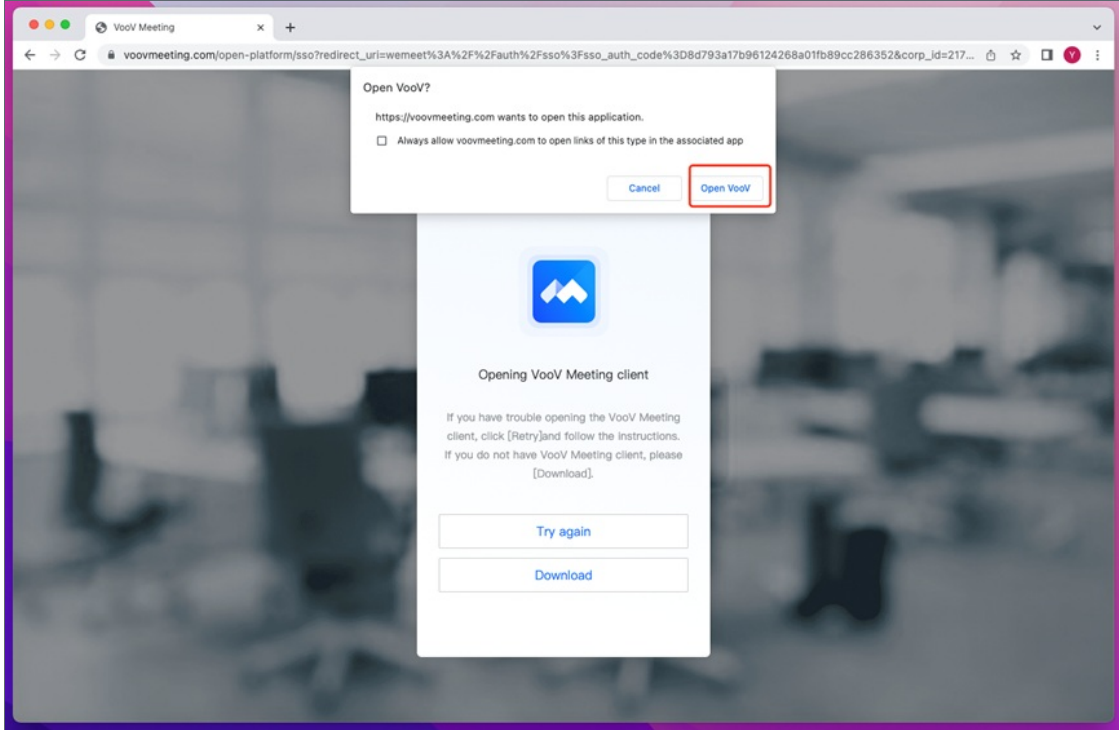 VooV Meeting
voovmeeting.com/open-platform/sso?redirect_uri=wemeet%3A%2F%2Fauth%2Fsso%3Fsso_auth_code%3D8d793a17b96124268a01fb89cc286352&corp_id=217...
Y
Open VooV?
https://voovmeeting.com wants to open this application.
Always allow voovmeeting.com to open links of this type in the associated app
Cancel
Open VooV
Opening VooV Meeting client
If you have trouble opening the VooV Meeting
client, click [Retry]and follow the instructions.
If you do not have VooV Meeting client, please
[Download].
Try again
Download